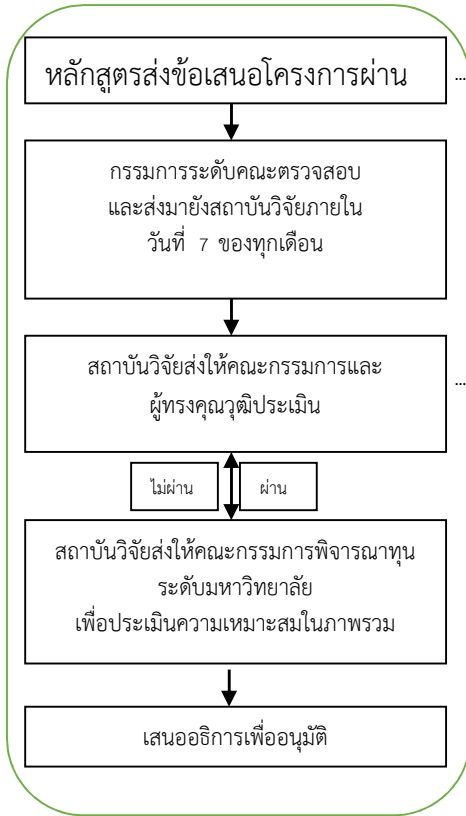 หลักสูตรส่งข้อเสนอโครงการผ่าน
...
กรรมการระดับคณะตรวจสอบ
และส่งมายังสถาบันวิจัยภายใน
วันที่ 7 ของทุกเดือน
สถาบันวิจัยส่งให้คณะกรรมการและ
ผู้ทรงคุณวุฒิประเมิน
...
ไม่ผ่าน
ผ่าน
สถาบันวิจัยส่งให้คณะกรรมการพิจารณาทุน
ระดับมหาวิทยาลัย
เพื่อประเมินความเหมาะสมในภาพรวม
เสนออธิการเพื่ออนุมัติ